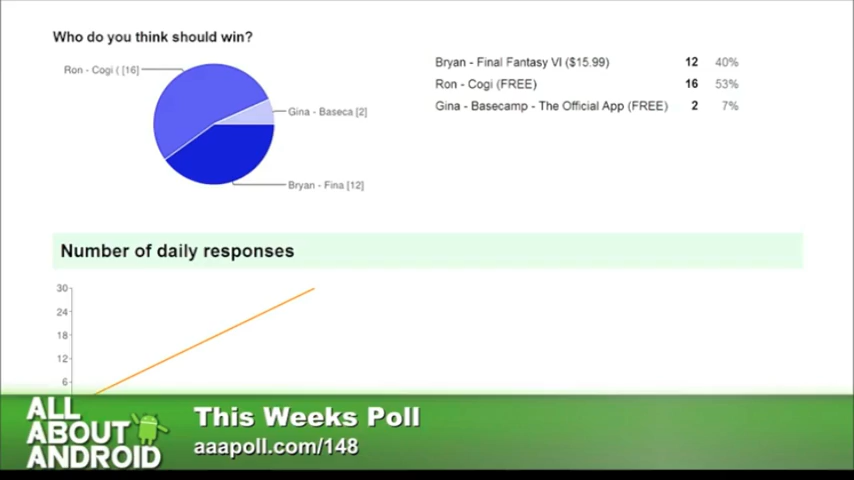 Who do you think should win?
Ron - Cogi ( [16]
Gina - Baseca [2]
Bryan - Fina [12]
Bryan - Final Fantasy VI ($15.99) 12 40%
Ron - Cogi (FREE) 16 53%
Gina - Basecamp - The Official App (FREE) 2 7%
Number of daily responses
30
24
18
12
6
ALL
ABOUT
ANDROID
This Weeks Poll
aaapoll.com/148